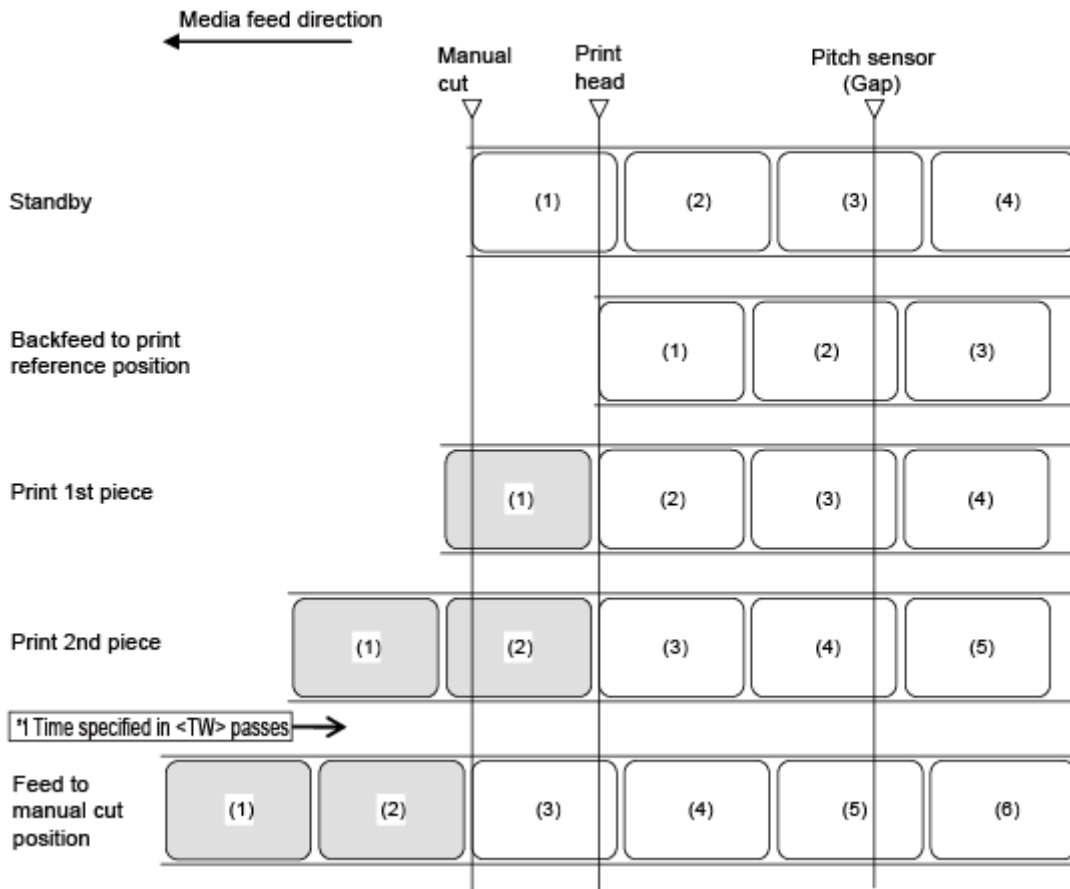 Media feed direction
Manual
cut
Print
head
Pitch sensor
(Gap)
Standby
(1)
(2)
(3)
(4)
Backfeed to print
reference position
(1)
(2)
(3)
Print 1st piece
(1)
(2)
(3)
(4)
Print 2nd piece
(1)
(2)
(3)
(4)
(5)
*1 Time specified in <TW> passes
Feed to
manual cut
position
(1)
(2)
(3)
(4)
(5)
(6)